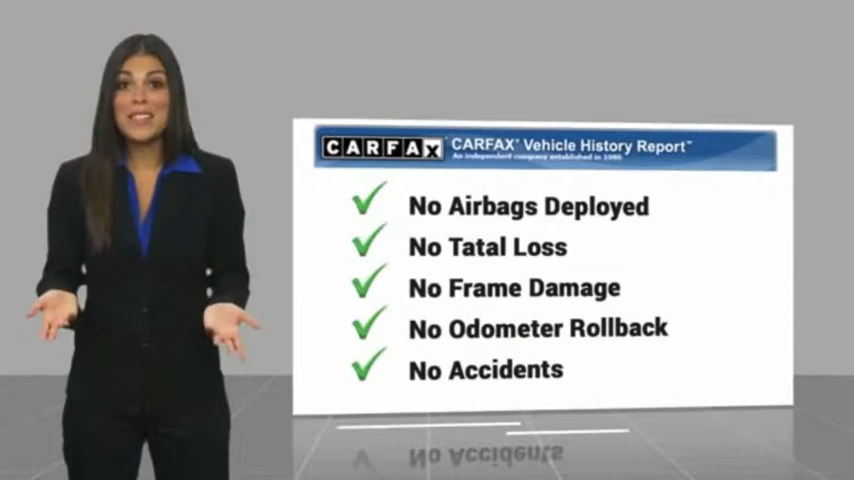 CARFAX CARFAX® Vehicle History Report™
An independent company established in 1986
No Airbags Deployed
No Tatal Loss
No Frame Damage
No Odometer Rollback
No Accidents
No Accidents